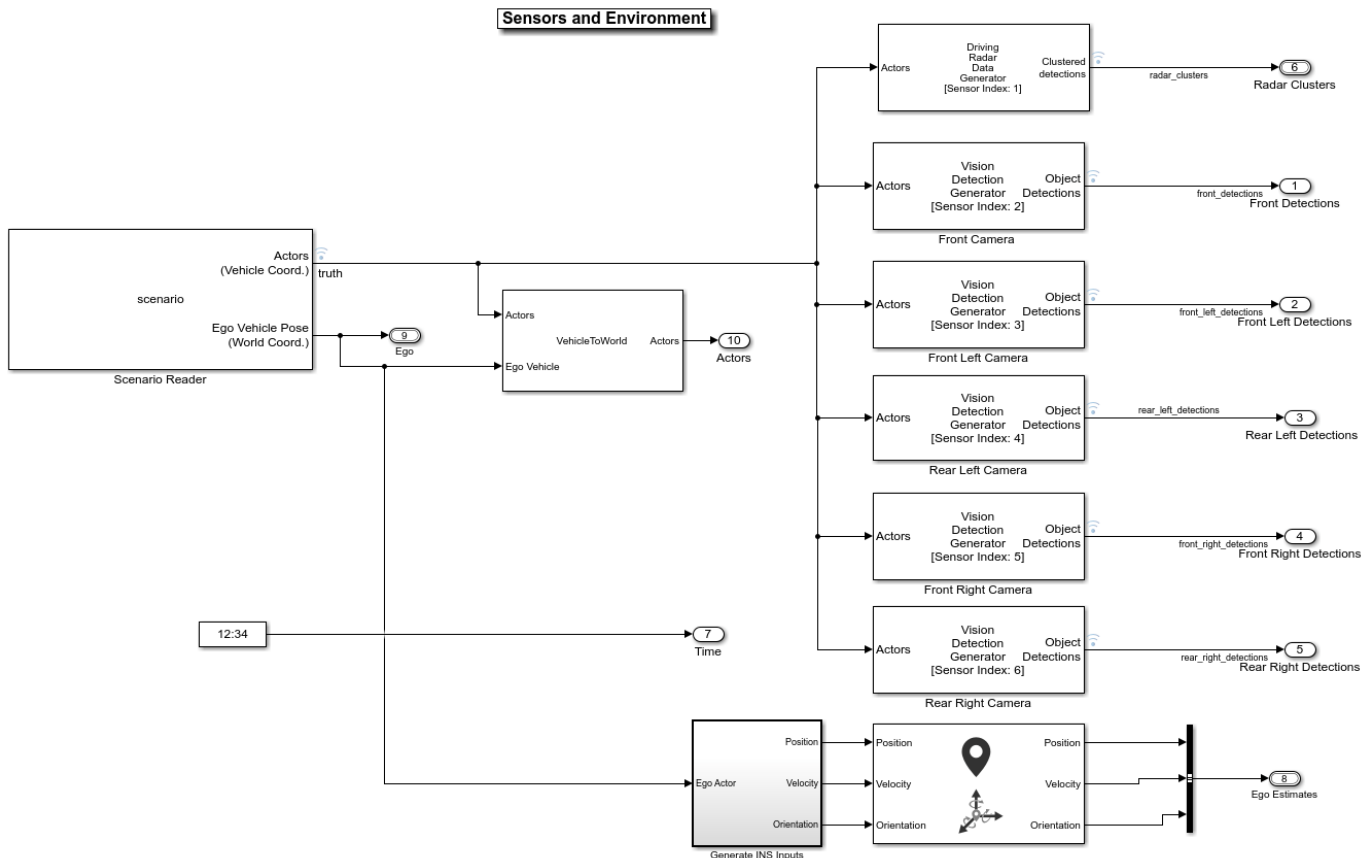 Sensors and Environment
Actors
Driving
Radar
Data
Generator
[Sensor Index: 1]
Clustered
detections
radar_clusters
6
Radar Clusters
Actors
Vision
Detection
Generator
[Sensor Index: 2]
Object
Detections
Front Camera
front_detections
1
Front Detections
scenario
Actors
(Vehicle Coord.)
truth
Ego Vehicle Pose
(World Coord.)
Scenario Reader
9
Ego
Actors
Ego Vehicle
VehicleToWorld
Actors
10
Actors
Actors
Vision
Detection
Generator
[Sensor Index: 3]
Object
Detections
Front Left Camera
front_left_detections
2
Front Left Detections
Actors
Vision
Detection
Generator
[Sensor Index: 4]
Object
Detections
Rear Left Camera
rear_left_detections
3
Rear Left Detections
Actors
Vision
Detection
Generator
[Sensor Index: 5]
Object
Detections
Front Right Camera
front_right_detections
4
Front Right Detections
12:34
7
Time
Actors
Vision
Detection
Generator
[Sensor Index: 6]
Object
Detections
Rear Right Camera
rear_right_detections
5
Rear Right Detections
Ego Actor
Position
Velocity
Orientation
Generate INS Inputs
Position
Velocity
Orientation
Position
Velocity
Orientation
8
Ego Estimates